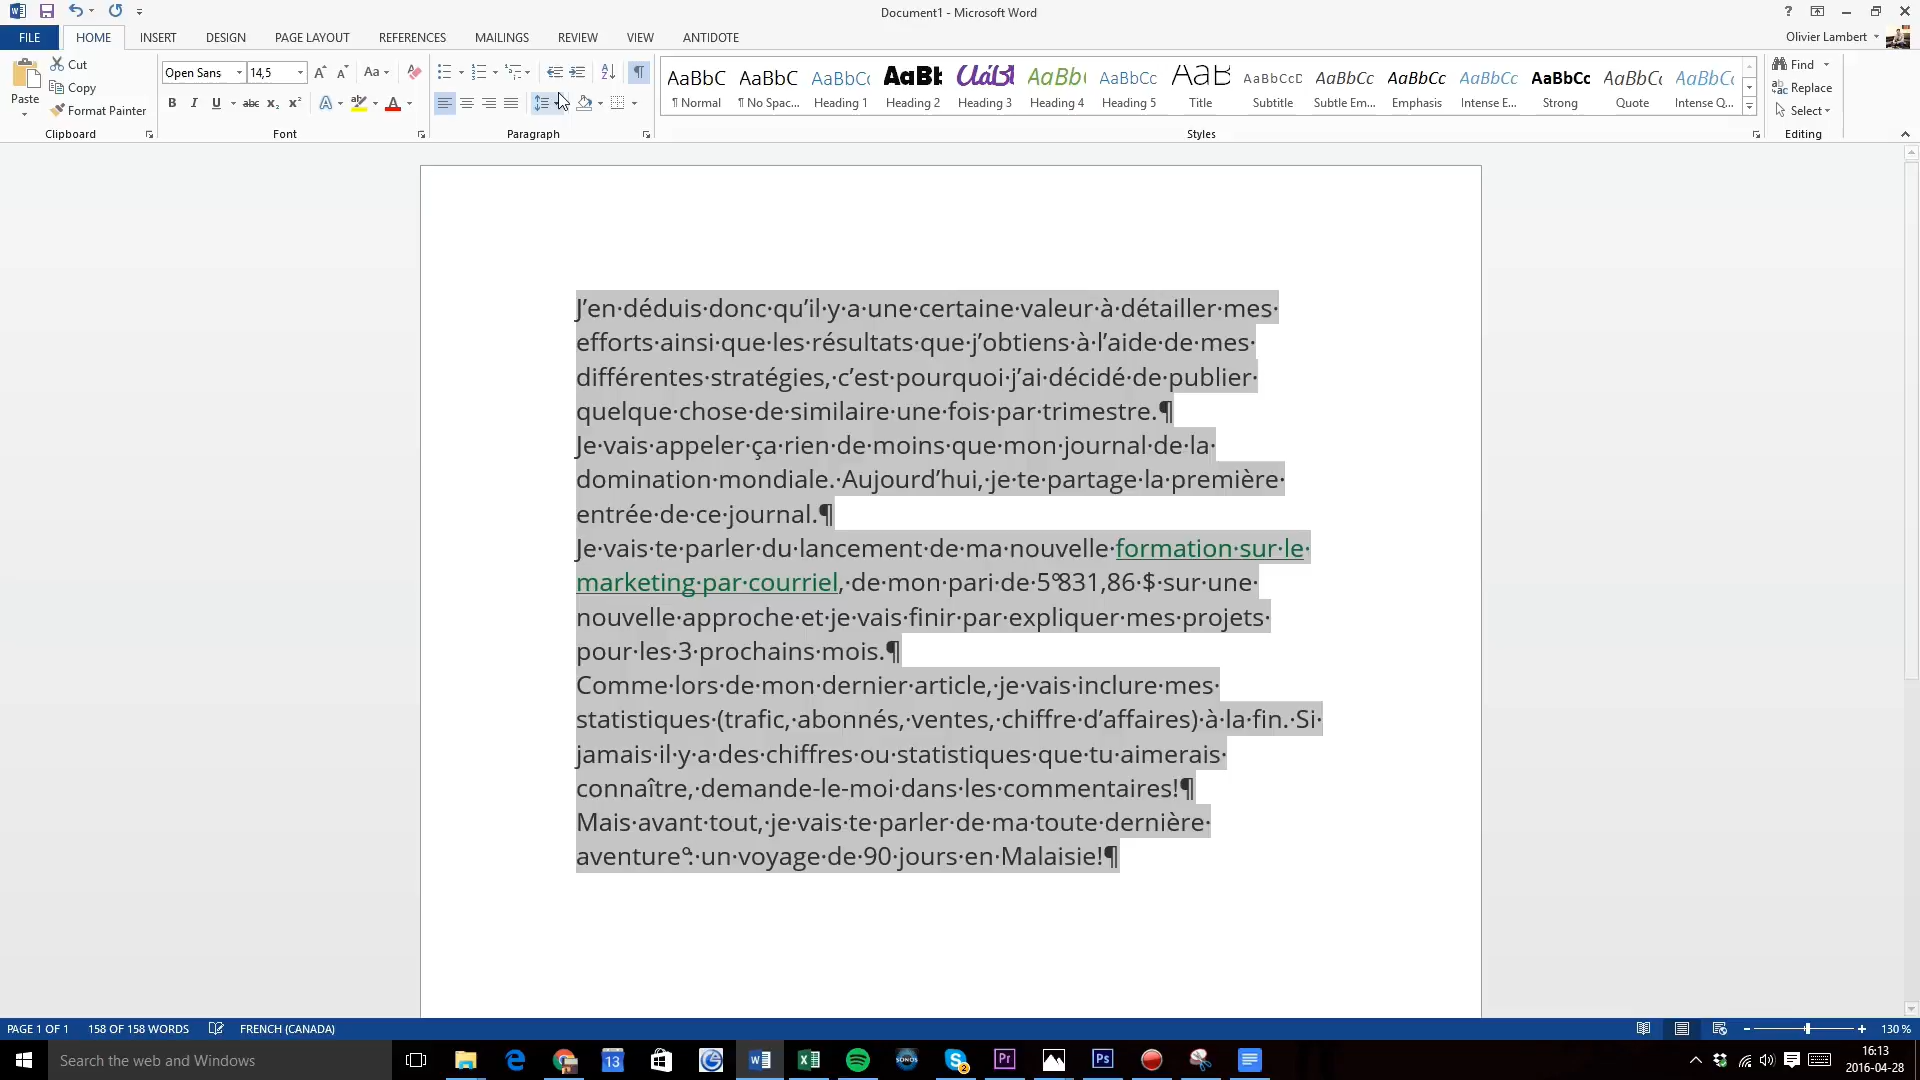 Document1 - Microsoft Word
FILE HOME INSERT DESIGN PAGE LAYOUT REFERENCES MAILINGS REVIEW VIEW ANTIDOTE
Olivier Lambert
Paste
Cut
Copy
Format Painter
Clipboard
Open Sans 14,5
Font
Paragraph
AaBbC AaBbC AaBbC AaBb AaBb AaBbC AaBbCc AaB AaBbCcD AaBbCc AaBbCc AaBbCc AaBbCc AaBbCc AaBbCc
¶ Normal ¶ No Spac... Heading 1 Heading 2 Heading 3 Heading 4 Heading 5 Title Subtitle Subtle Em... Emphasis Intense E... Strong Quote Intense Q...
Styles
Find
Replace
Select
Editing
J’en·déduis·donc·qu’il·y·a·une·certaine·valeur·à·détailler·mes·
efforts·ainsi·que·les·résultats·que·j’obtiens·à·l’aide·de·mes·
différentes·stratégies,·c’est·pourquoi·j’ai·décidé·de·publier·
quelque·chose·de·similaire·une·fois·par·trimestre.¶
Je·vais·appeler·ça·rien·de·moins·que·mon·journal·de·la·
domination·mondiale.·Aujourd’hui,·je·te·partage·la·première·
entrée·de·ce·journal.¶
Je·vais·te·parler·du·lancement·de·ma·nouvelle·formation·sur·le·
marketing·par·courriel,·de·mon·pari·de·5°831,86·$·sur·une·
nouvelle·approche·et·je·vais·finir·par·expliquer·mes·projets·
pour·les·3·prochains·mois.¶
Comme·lors·de·mon·dernier·article,·je·vais·inclure·mes·
statistiques·(trafic,·abonnés,·ventes,·chiffre·d’affaires)·à·la·fin.·Si·
jamais·il·y·a·des·chiffres·ou·statistiques·que·tu·aimerais·
connaître,·demande-le-moi·dans·les·commentaires!¶
Mais·avant·tout,·je·vais·te·parler·de·ma·toute·dernière·
aventure°:·un·voyage·de·90·jours·en·Malaisie!¶
PAGE 1 OF 1 158 OF 158 WORDS FRENCH (CANADA) 130 %
Search the web and Windows
13
SONOS
2
Pr
Ps
16:13
2016-04-28